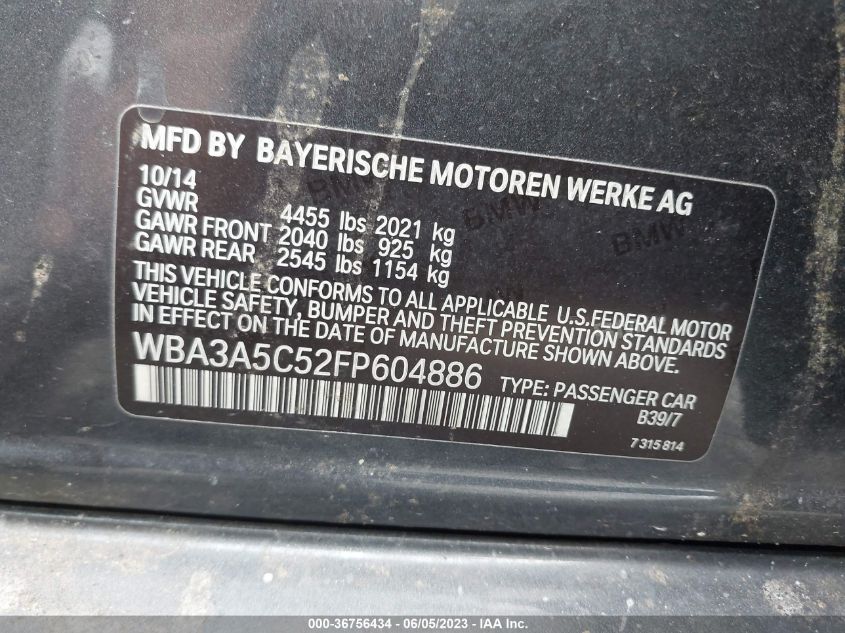 MFD BY BAYERISCHE MOTOREN WERKE AG
10/14
GVWR 4455 lbs 2021 kg
GAWR FRONT 2040 lbs 925 kg
GAWR REAR 2545 lbs 1154 kg
THIS VEHICLE CONFORMS TO ALL APPLICABLE U.S.FEDERAL MOTOR
VEHICLE SAFETY, BUMPER AND THEFT PREVENTION STANDARDS
IN EFFECT ON THE DATE OF MANUFACTURE SHOWN ABOVE.
WBA3A5C52FP604886 TYPE: PASSENGER CAR
B39/7
7 315 814
BMW
BMW
BMW
000-36756434 - 06/05/2023 - IAA Inc.